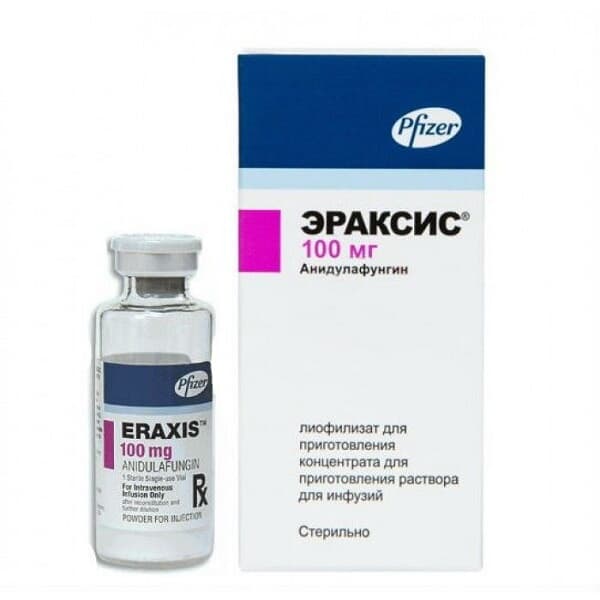 Pfizer
ЭРАКСИС®
100 мг
Анидулафунгин
лиофилизат для
приготовления
концентрата для
приготовления раствора
для инфузий
Стерильно
Pfizer
ERAXIS™
100 mg
ANIDULAFUNGIN
1 Sterile Single-use Vial
For Intravenous
Infusion Only
after reconstitution and
further dilution
Rx
POWDER FOR INJECTION